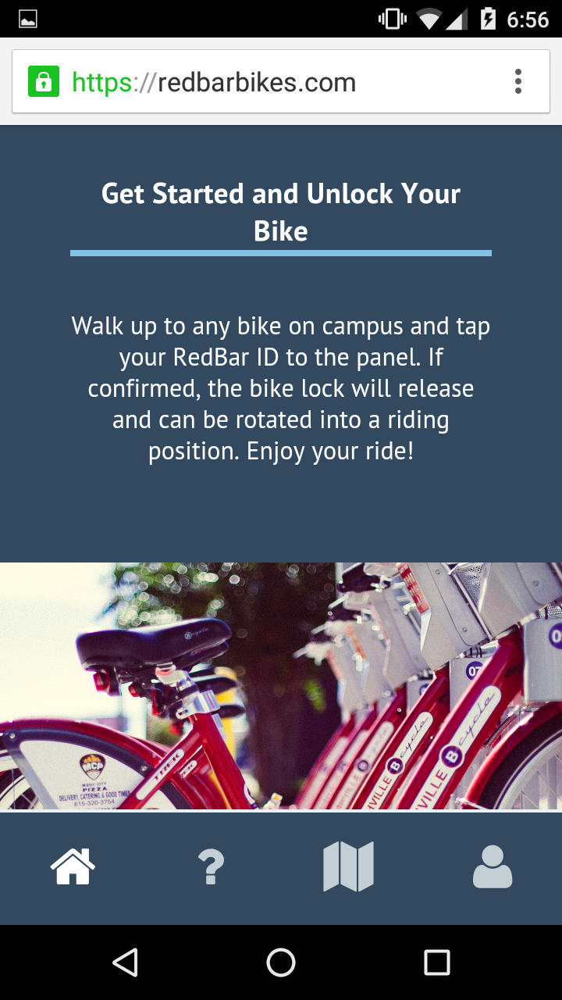 6:56
https://redbarbikes.com
Get Started and Unlock Your
Bike
Walk up to any bike on campus and tap
your RedBar ID to the panel. If
confirmed, the bike lock will release
and can be rotated into a riding
position. Enjoy your ride!
B cycle
07
B cycle
B cycle
TREK
MCP
MUSIC CITY
PIZZA
DELIVERY, CATERING & GOOD TIMES
615-320-3754
VILLE